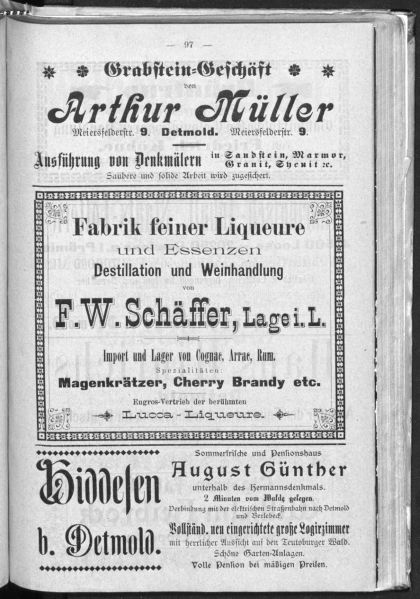 — 97 —
Grabstein-Geschäft
von
Arthur Müller
Meiersfelderstr. 9. Detmold. Meiersfelderstr. 9.
Ausführung von Denkmälern in Sandstein, Marmor,
Granit, Syenit ꝛc.
Saubere und solide Arbeit wird zugesichert.
Fabrik feiner Liqueure
und Essenzen
Destillation und Weinhandlung
von
F. W. Schäffer, Lage i. L.
Import und Lager von Cognac, Arrac, Rum.
Spezialitäten:
Magenkrätzer, Cherry Brandy etc.
Engros-Vertrieb der berühmten
Lucca-Liqueure.
Hiddesen
b. Detmold.
Sommerfrische und Pensionshaus
August Günther
unterhalb des Hermannsdenkmals.
2 Minuten vom Walde gelegen.
Verbindung mit der elektrischen Straßenbahn nach Detmold
und Berlebeck.
Vollständ. neu eingerichtete große Logirzimmer
mit herrlicher Aussicht auf den Teutoburger Wald.
Schöne Garten-Anlagen.
Volle Pension bei mäßigen Preisen.